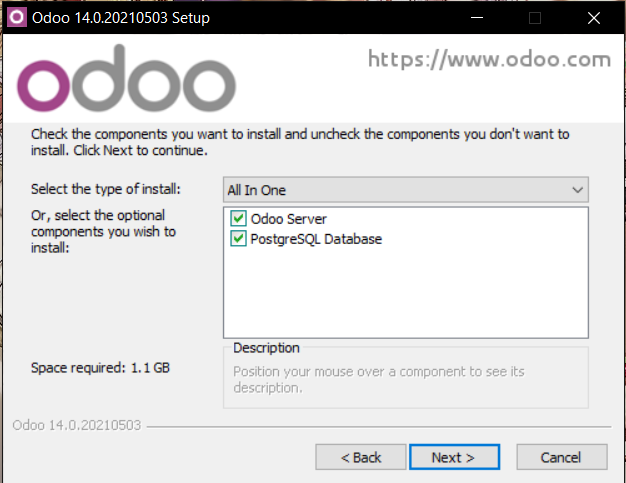 Odoo 14.0.20210503 Setup
odoo
https://www.odoo.com
Check the components you want to install and uncheck the components you don't want to
install. Click Next to continue.
Select the type of install:
All In One
Or, select the optional
components you wish to
install:
Odoo Server
PostgreSQL Database
Space required: 1.1 GB
Description
Position your mouse over a component to see its
description.
Odoo 14.0.20210503
< Back
Next >
Cancel